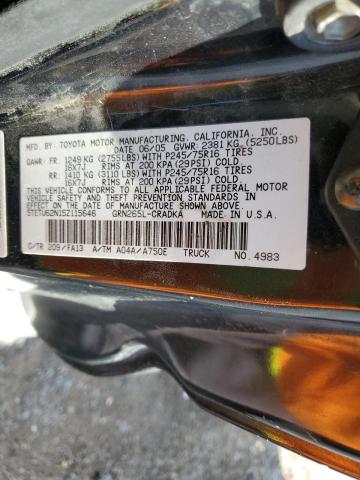 MFD. BY: TOYOTA MOTOR MANUFACTURING, CALIFORNIA, INC.
DATE 06/05 GVWR: 2381 KG (5250LBS)
GAWR: FR: 1249 KG (2755LBS) WITH P245/75R16 TIRES
16X7J RIMS AT 200 KPA (29PSI) COLD
RR: 1410 KG (3110 LBS) WITH P245/75R16 TIRES
16X7J RIMS AT 200 KPA (29PSI) COLD.
THIS VEHICLE CONFORMS TO ALL APPLICABLE FEDERAL MOTOR VEHICLE
SAFETY STANDARDS IN EFFECT ON THE DATE OF MANUFACTURE SHOWN ABOVE.
5TETU62N15Z115646 GRN265L-CRADKA MADE IN U.S.A.
C/TR 209/FA13 A/TM A04A/A750E TRUCK NO. 4983